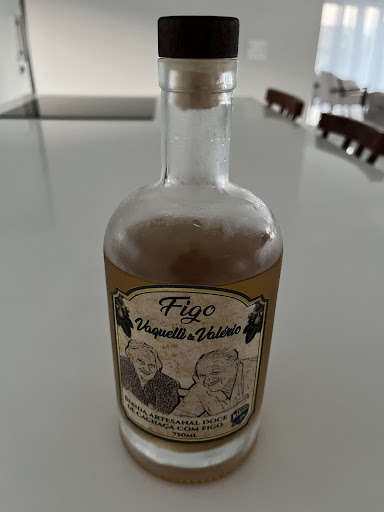 Figo
Vaquelli & Valério
BEBIDA ARTESANAL DOCE
DE CACHAÇA COM FIGO
750ML